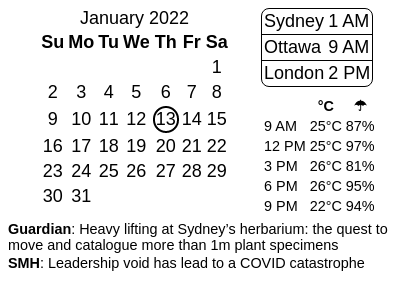 January 2022
Su Mo Tu We Th Fr Sa
1
2 3 4 5 6 7 8
9 10 11 12 13 14 15
16 17 18 19 20 21 22
23 24 25 26 27 28 29
30 31
Sydney 1 AM
Ottawa 9 AM
London 2 PM
°C ☂
9 AM 25°C 87%
12 PM 25°C 97%
3 PM 26°C 81%
6 PM 26°C 95%
9 PM 22°C 94%
Guardian: Heavy lifting at Sydney’s herbarium: the quest to
move and catalogue more than 1m plant specimens
SMH: Leadership void has lead to a COVID catastrophe